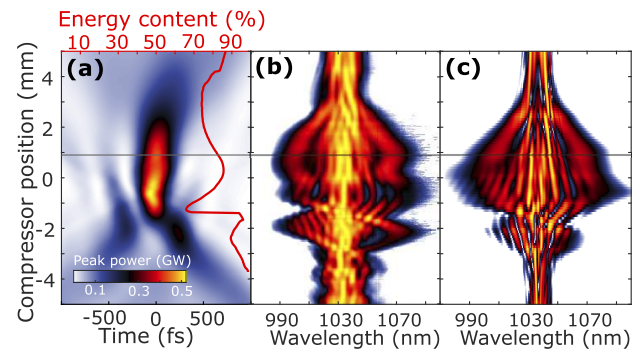 Energy content (%)
10 30 50 70 90
(a) (b) (c)
Compressor position (mm)
4
2
0
-2
-4
Peak power (GW)
0.1 0.3 0.5
-500 0 500
Time (fs)
990 1030 1070
Wavelength (nm)
990 1030 1070
Wavelength (nm)